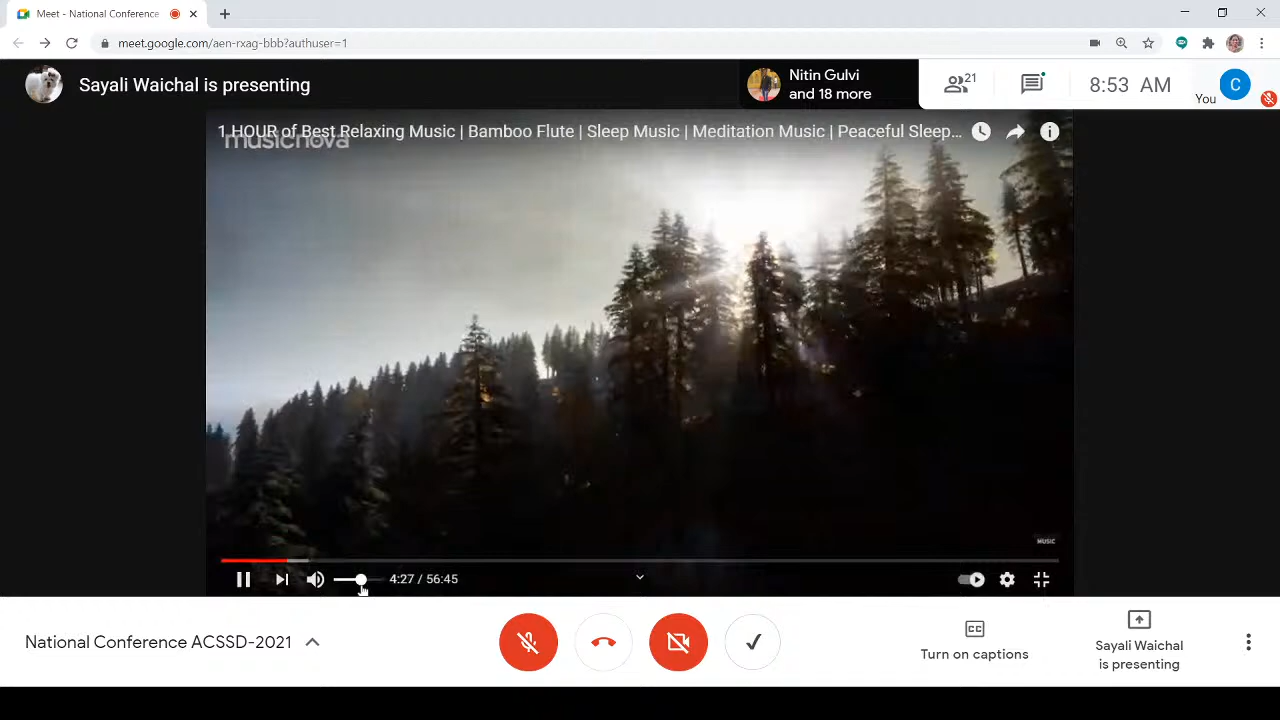 Meet - National Conference
meet.google.com/aen-rxag-bbb?authuser=1
Sayali Waichal is presenting
Nitin Gulvi
and 18 more
21
8:53 AM
You
C
1 HOUR of Best Relaxing Music | Bamboo Flute | Sleep Music | Meditation Music | Peaceful Sleep...
musicnova
MUSIC
4:27 / 56:45
National Conference ACSSD-2021
CC
Turn on captions
Sayali Waichal
is presenting